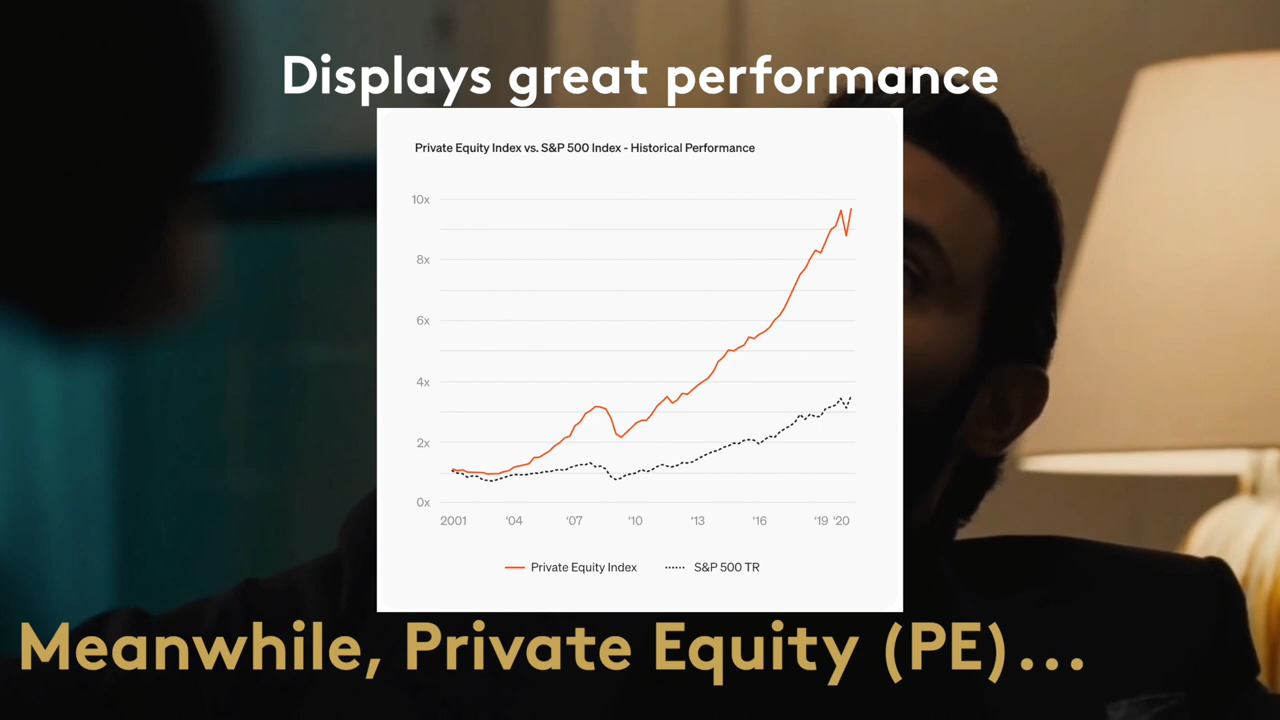 Displays great performance
Private Equity Index vs. S&P 500 Index - Historical Performance
10x
8x
6x
4x
2x
0x
2001 '04 '07 '10 '13 '16 '19 '20
Private Equity Index S&P 500 TR
Meanwhile, Private Equity (PE)...